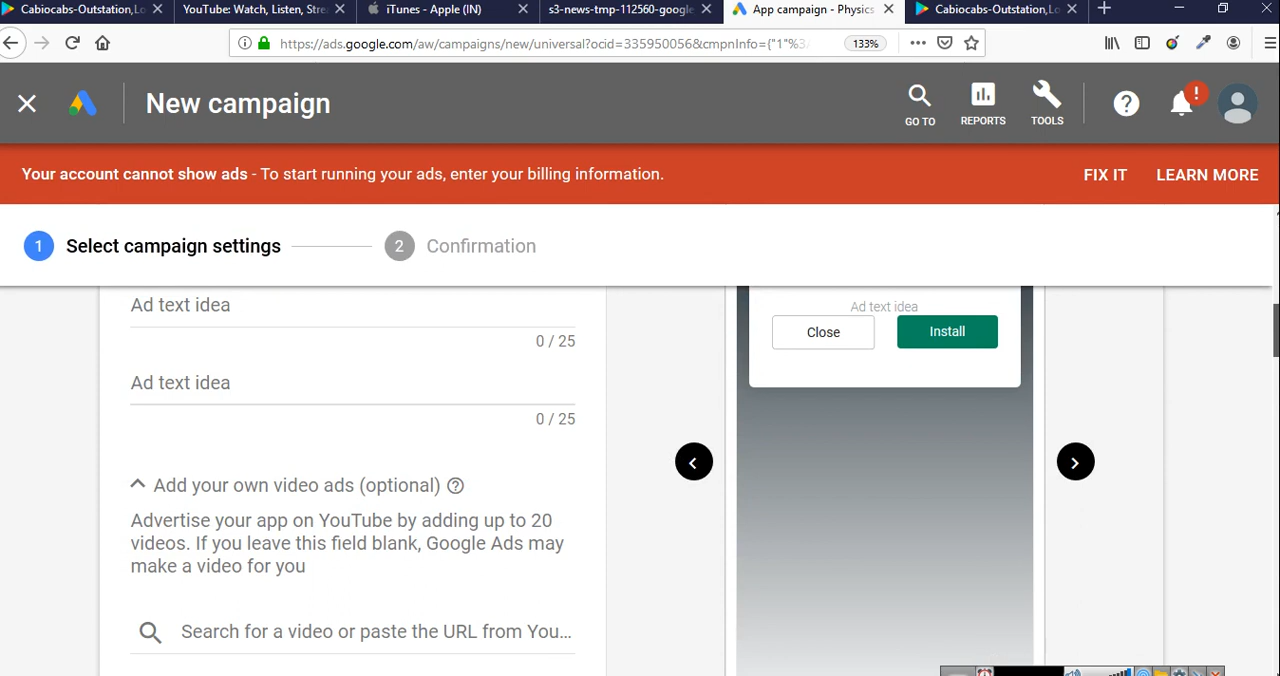 Cabiocabs-Outstation,Lo
YouTube: Watch, Listen, Stre
iTunes - Apple (IN)
s3-news-tmp-112560-google
App campaign - Physics
Cabiocabs-Outstation,Lo
https://ads.google.com/aw/campaigns/new/universal?ocid=335950056&cmpnInfo={"1"%3
133%
New campaign
GO TO
REPORTS
TOOLS
?
!
Your account cannot show ads - To start running your ads, enter your billing information.
FIX IT
LEARN MORE
1 Select campaign settings
2 Confirmation
Ad text idea
0 / 25
Ad text idea
0 / 25
Add your own video ads (optional) ?
Advertise your app on YouTube by adding up to 20
videos. If you leave this field blank, Google Ads may
make a video for you
Search for a video or paste the URL from You...
Ad text idea
Close
Install